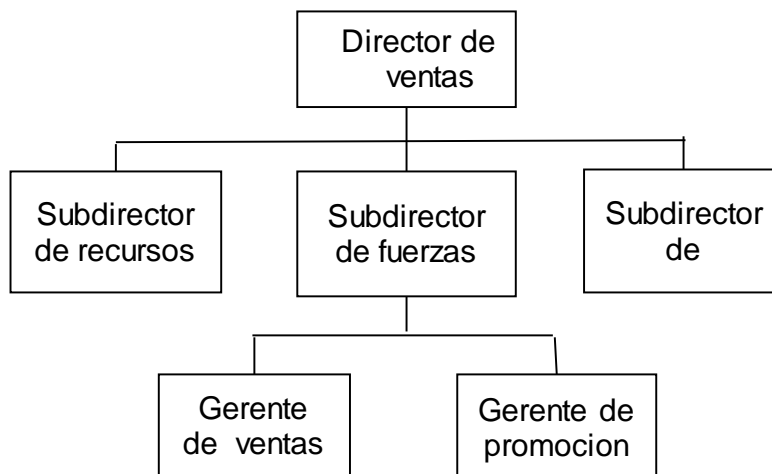 Director de
ventas
Subdirector
de recursos
Subdirector
de fuerzas
Subdirector
de
Gerente
de ventas
Gerente de
promocion